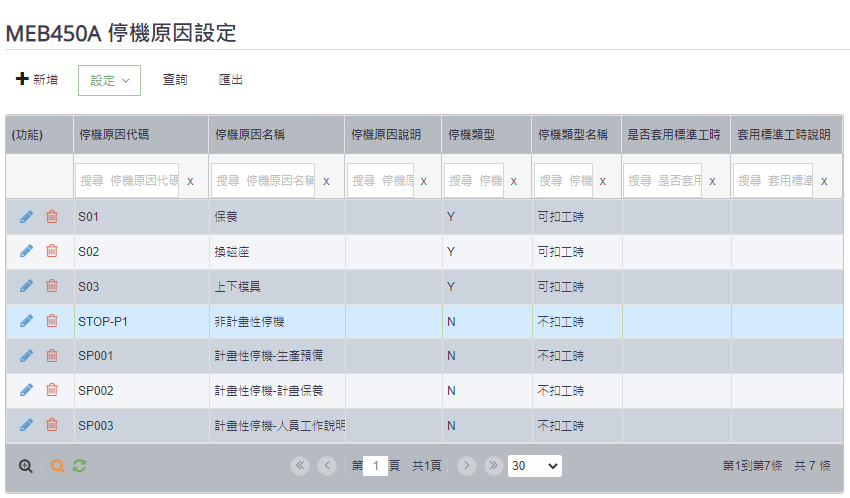 MEB450A 停機原因設定
新增 設定 查詢 匯出
(功能) 停機原因代碼 停機原因名稱 停機原因說明 停機類型 停機類型名稱 是否套用標準工時 套用標準工時說明
搜尋 停機原因代碼 x 搜尋 停機原因名稱 x 搜尋 停機原 x 搜尋 停機 x 搜尋 停機 x 搜尋 是否套用 x 搜尋 套用標準 x
S01 保養 Y 可扣工時
S02 換磁座 Y 可扣工時
S03 上下模具 Y 可扣工時
STOP-P1 非計畫性停機 N 不扣工時
SP001 計畫性停機-生產預備 N 不扣工時
SP002 計畫性停機-計畫保養 N 不扣工時
SP003 計畫性停機-人員工作說明 N 不扣工時
第 1 頁 共1頁 30 第1到第7條 共 7 條